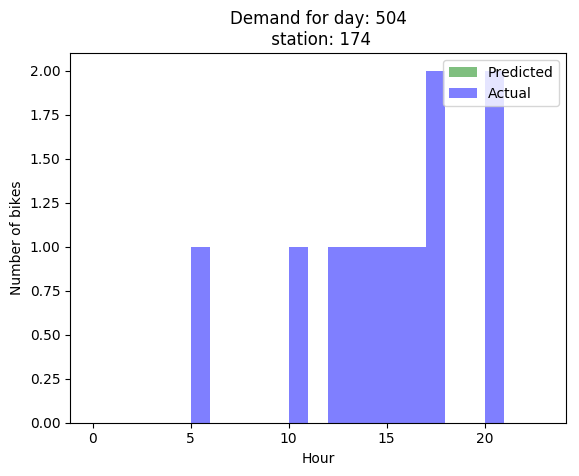 Demand for day: 504
station: 174
Predicted
Actual
2.00
1.75
1.50
1.25
1.00
0.75
0.50
0.25
0.00
Number of bikes
0 5 10 15 20
Hour